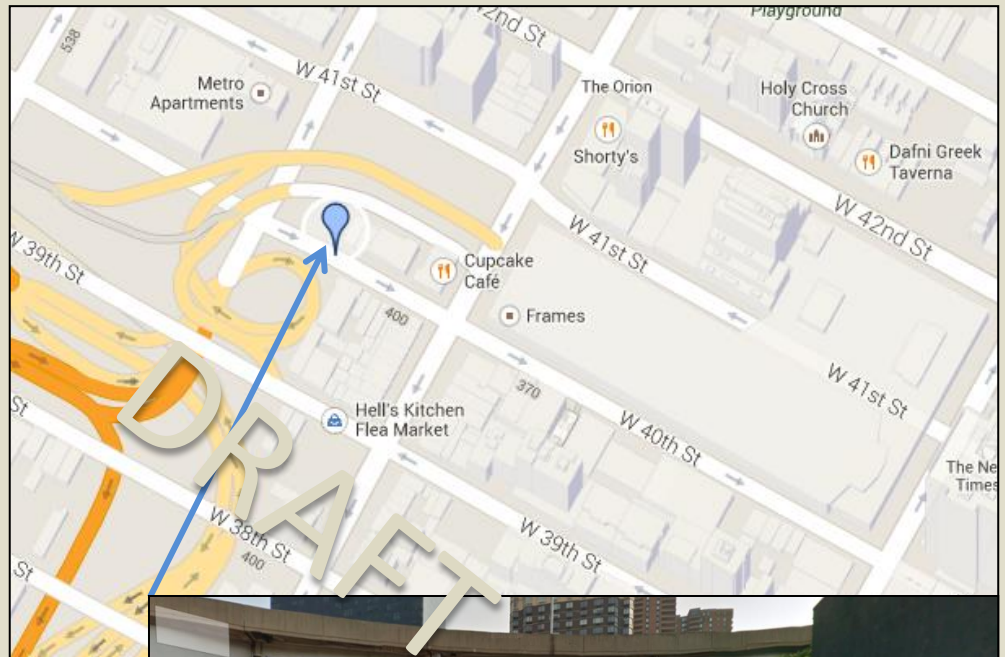 Playground
2nd St
538
W 41st St
Metro
Apartments
The Orion
Holy Cross
Church
Shorty's
Dafni Greek
Taverna
W 42nd St
W 41st St
W 39th St
Cupcake
Café
Frames
400
370
W 41st St
Hell's Kitchen
Flea Market
W 40th St
St
The Ne
Times
W 38th St
400
W 39th St
St
DRAFT